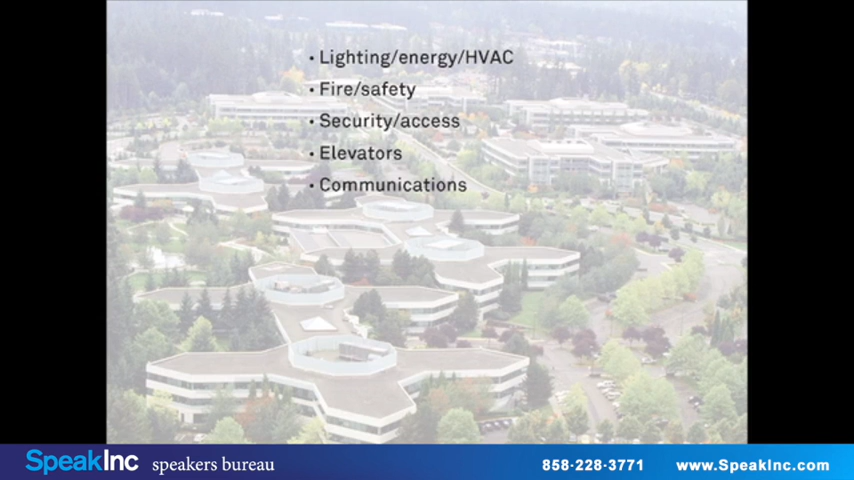 • Lighting/energy/HVAC
• Fire/safety
• Security/access
• Elevators
• Communications
SpeakInc speakers bureau 858-228-3771 www.SpeakInc.com